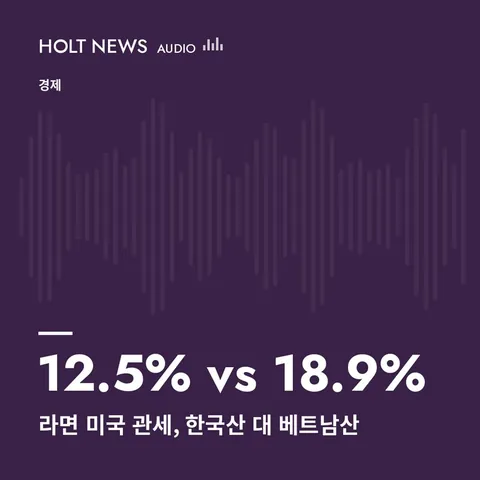 HOLT NEWS AUDIO
경제
12.5% vs 18.9%
라면 미국 관세, 한국산 대 베트남산